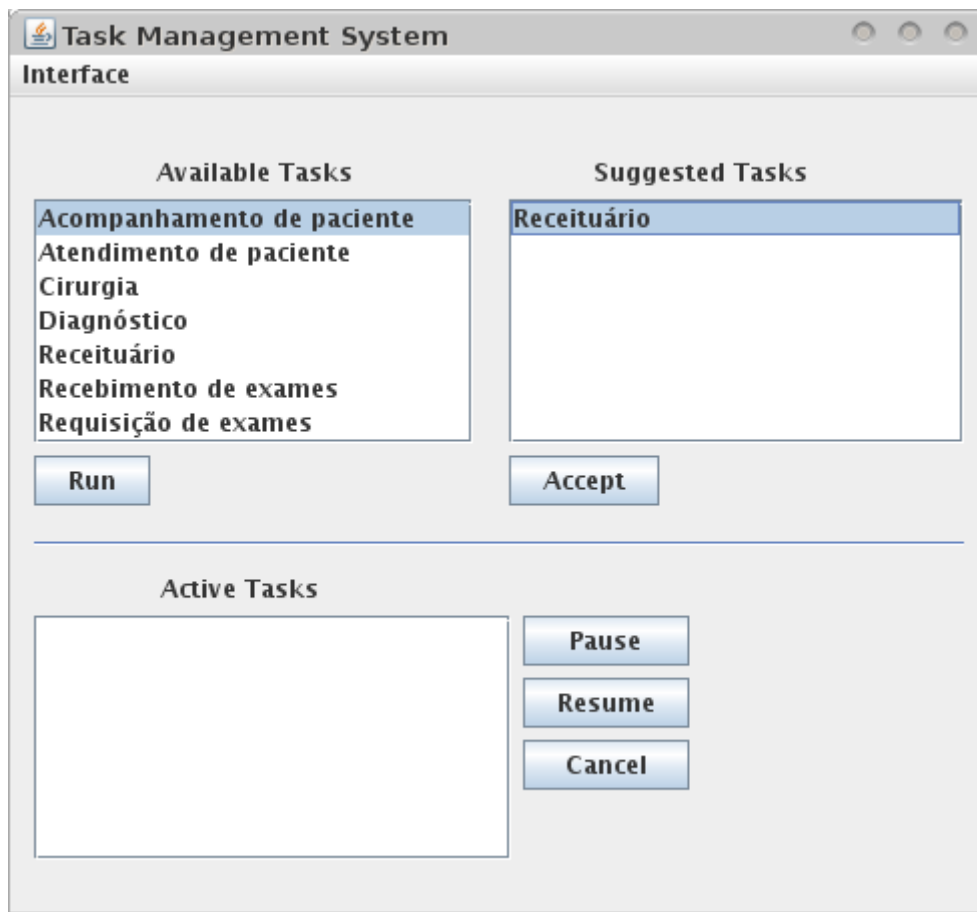 Task Management System
Interface
Available Tasks
Acompanhamento de paciente
Atendimento de paciente
Cirurgia
Diagnóstico
Receituário
Recebimento de exames
Requisição de exames
Run
Suggested Tasks
Receituário
Accept
Active Tasks
Pause
Resume
Cancel